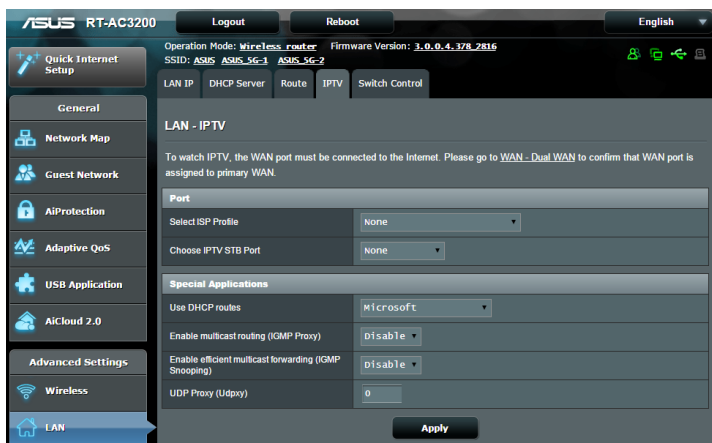 ASUS RT-AC3200 Logout Reboot English
Quick Internet Setup
Operation Mode: Wireless router Firmware Version: 3.0.0.4.378_2816
SSID: ASUS ASUS_5G-1 ASUS_5G-2
LAN IP DHCP Server Route IPTV Switch Control
General
Network Map
Guest Network
AiProtection
Adaptive QoS
USB Application
AiCloud 2.0
Advanced Settings
Wireless
LAN
LAN - IPTV
To watch IPTV, the WAN port must be connected to the Internet. Please go to WAN - Dual WAN to confirm that WAN port is
assigned to primary WAN.
Port
Select ISP Profile None
Choose IPTV STB Port None
Special Applications
Use DHCP routes Microsoft
Enable multicast routing (IGMP Proxy) Disable
Enable efficient multicast forwarding (IGMP
Snooping) Disable
UDP Proxy (Udpxy) 0
Apply